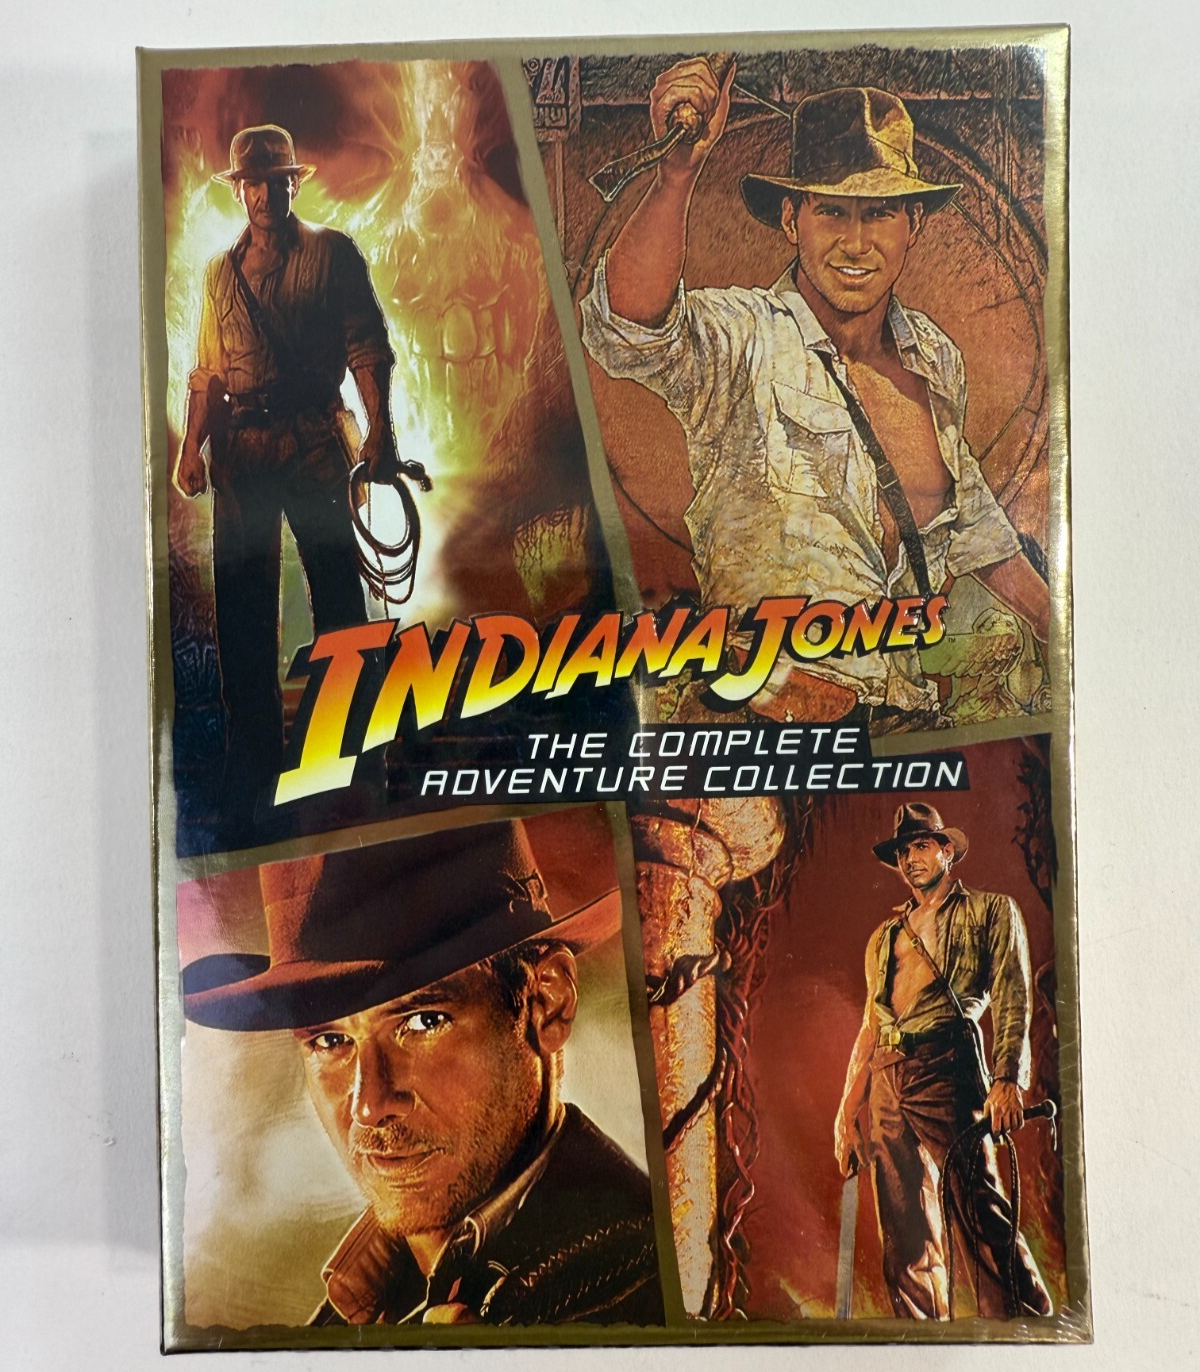 INDIANA JONES
THE COMPLETE
ADVENTURE COLLECTION